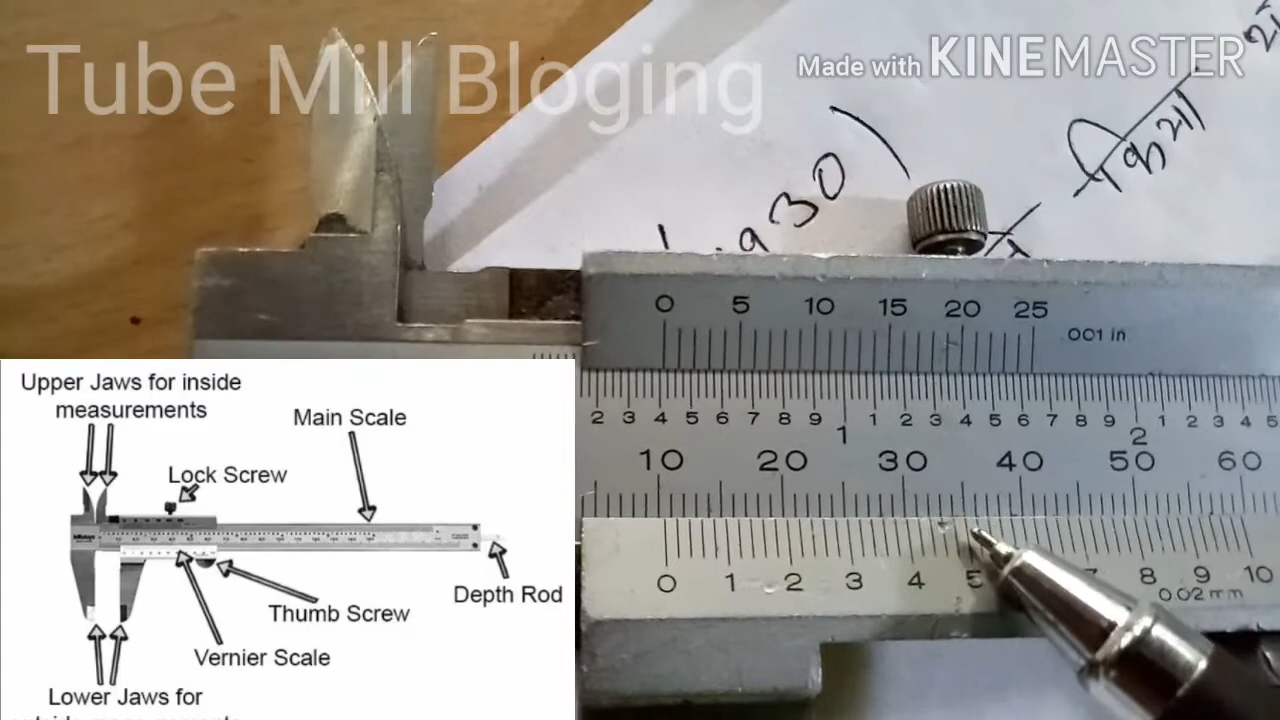 Tube Mill Bloging
Made with KINEMASTER
930)
किया
0 5 10 15 20 25
001 in
2 3 4 5 6 7 8 9 1 2 3 4 5 6 7 8 9 1 2 3 4 5
1 2
10 20 30 40 50 60
0 1 2 3 4 5 7 8 9 10
0.02mm
Upper Jaws for inside
measurements
Main Scale
Lock Screw
Depth Rod
Thumb Screw
Vernier Scale
Lower Jaws for